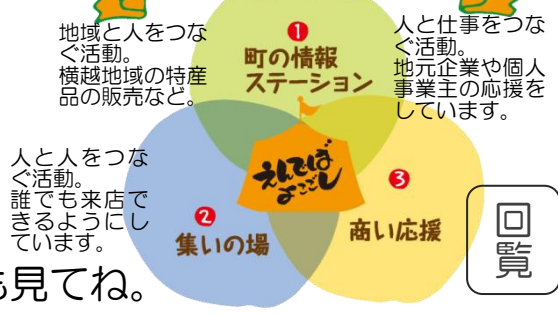 地域と人をつな
ぐ活動。
横越地域の特産
品の販売など。
1
町の情報
ステーション
人と仕事をつな
ぐ活動。
地元企業や個人
事業主の応援を
しています。
えんでば
よこごし
人と人をつな
ぐ活動。
誰でも来店で
きるようにし
ています。
2
集いの場
3
商い応援
回
覧
も見てね。